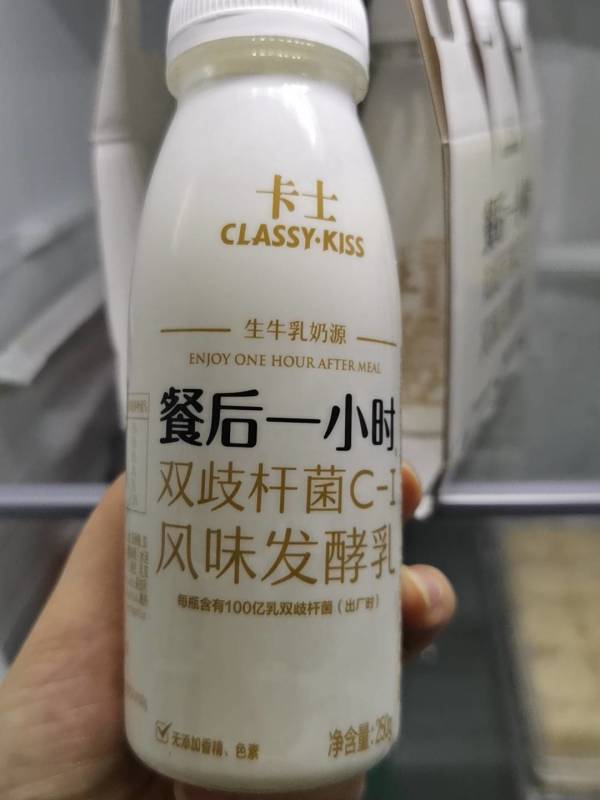 卡士
CLASSY·KISS
生牛乳奶源
ENJOY ONE HOUR AFTER MEAL
餐后一小时
双歧杆菌C-I
风味发酵乳
每瓶含有100亿乳双歧杆菌（出厂时）
无添加香精、色素
净含量:250g